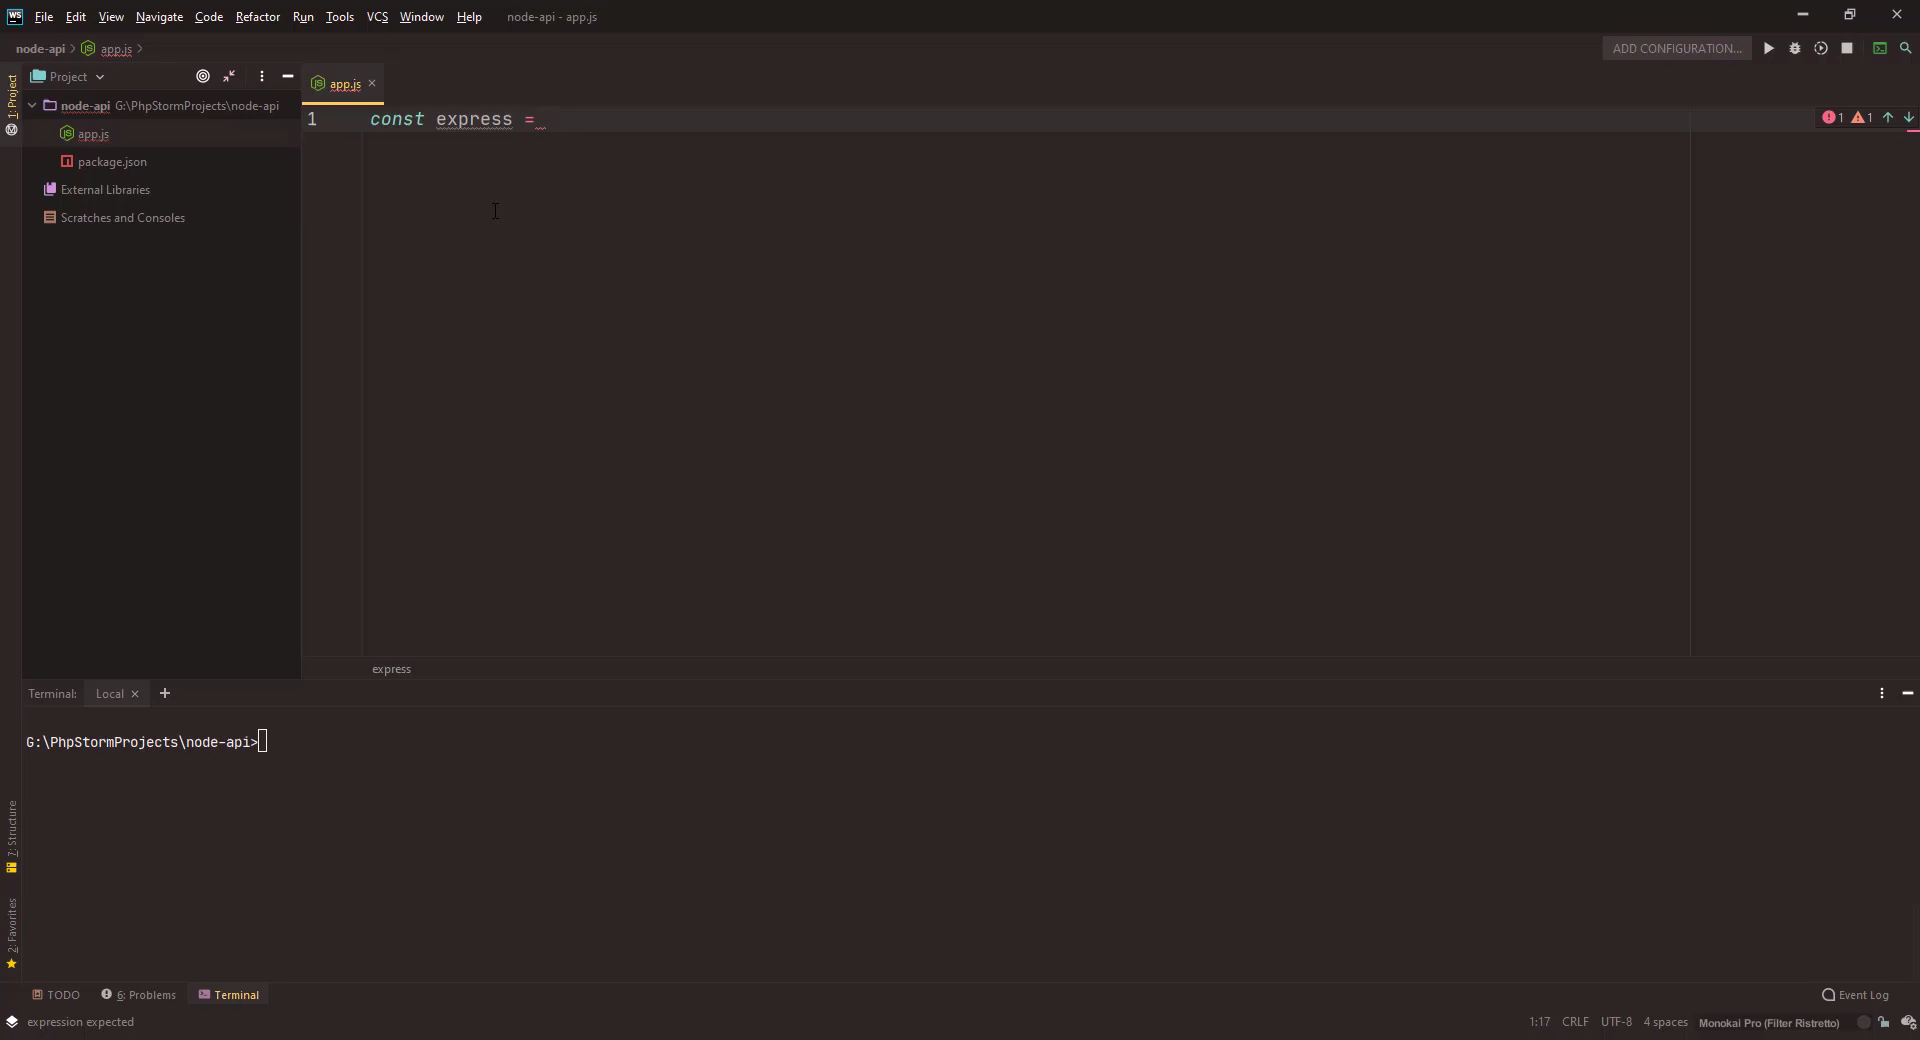 WS File Edit View Navigate Code Refactor Run Tools VCS Window Help node-api - app.js
node-api app.js ADD CONFIGURATION...
Project
1: Project
app.js
node-api G:\PhpStormProjects\node-api
app.js
package.json
External Libraries
Scratches and Consoles
1 const express =
1 1
express
Terminal: Local
G:\PhpStormProjects\node-api>
7: Structure
2: Favorites
TODO 6: Problems Terminal Event Log
expression expected 1:17 CRLF UTF-8 4 spaces Monokai Pro (Filter Ristretto)